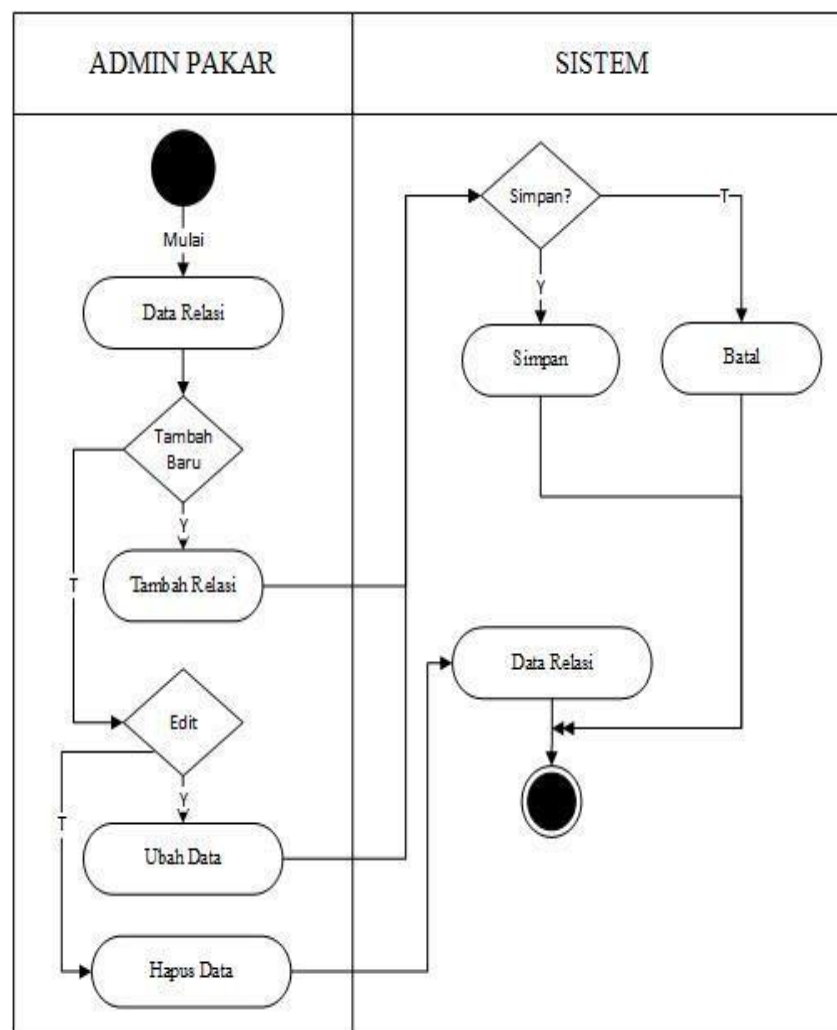 ADMIN PAKAR
SISTEM
Mulai
Data Relasi
Tambah
Baru
Y
T
Tambah Relasi
Edit
Y
T
Ubah Data
Hapus Data
Simpan?
T
Y
Simpan
Batal
Data Relasi